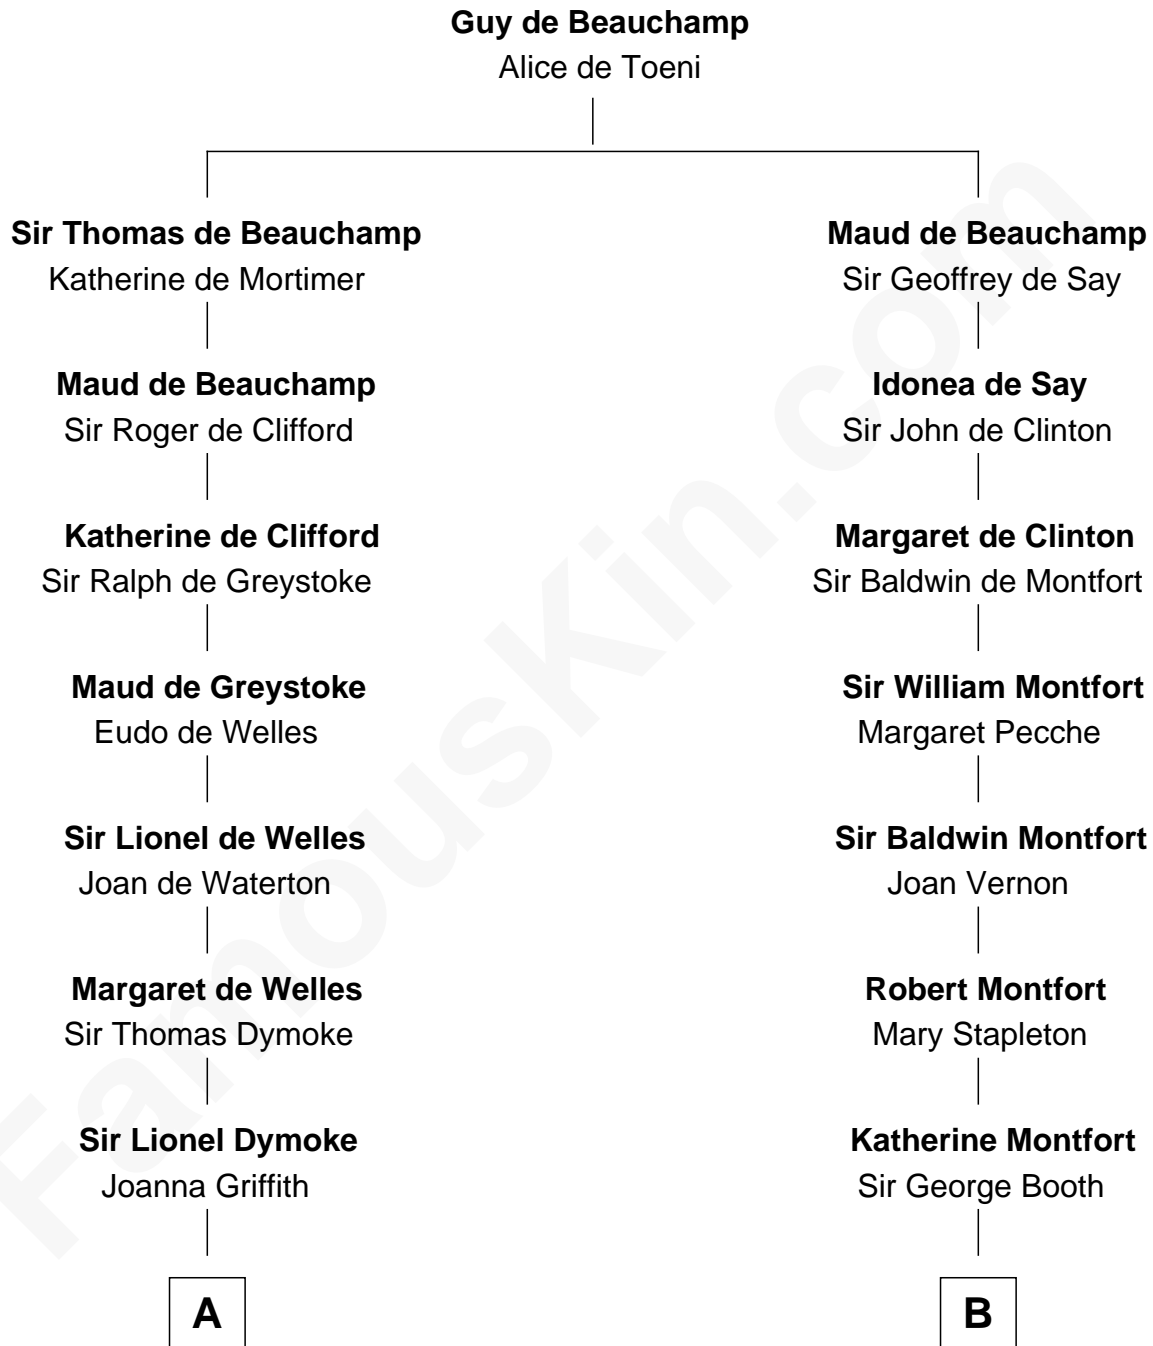 Guy de Beauchamp
Alice de Toeni
Sir Thomas de Beauchamp
Katherine de Mortimer
Maud de Beauchamp
Sir Roger de Clifford
Katherine de Clifford
Sir Ralph de Greystoke
Maud de Greystoke
Eudo de Welles
Sir Lionel de Welles
Joan de Waterton
Margaret de Welles
Sir Thomas Dymoke
Sir Lionel Dymoke
Joanna Griffith
A
Maud de Beauchamp
Sir Geoffrey de Say
Idonea de Say
Sir John de Clinton
Margaret de Clinton
Sir Baldwin de Montfort
Sir William Montfort
Margaret Pecche
Sir Baldwin Montfort
Joan Vernon
Robert Montfort
Mary Stapleton
Katherine Montfort
Sir George Booth
B
FamousKin.com